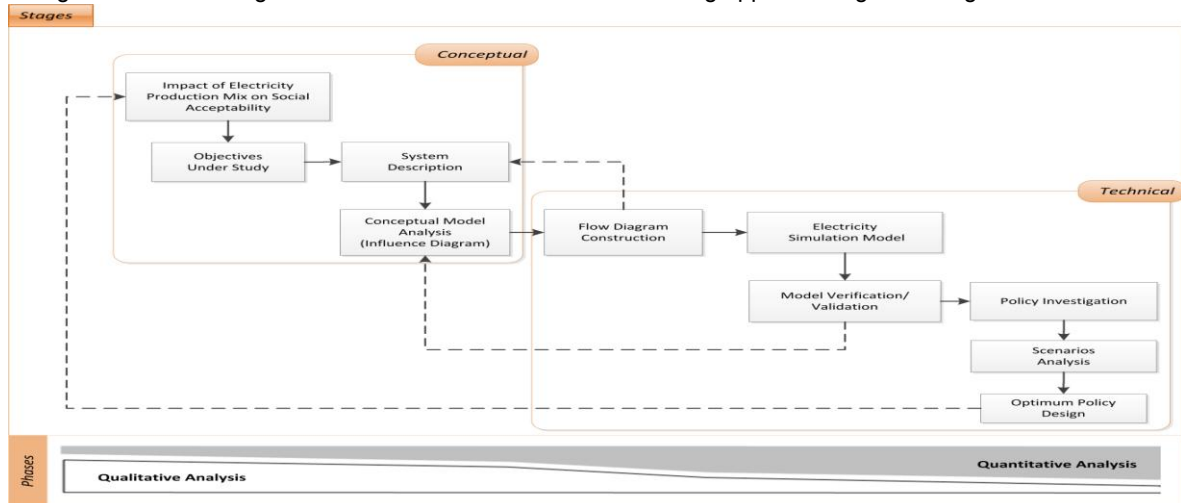 Stages
Conceptual
Impact of Electricity
Production Mix on Social
Acceptability
Objectives
Under Study
System
Description
Technical
Conceptual Model
Analysis
(Influence Diagram)
Flow Diagram
Construction
Electricity
Simulation Model
Model Verification/
Validation
Policy Investigation
Scenarios
Analysis
Optimum Policy
Design
Phases
Quantitative Analysis
Qualitative Analysis